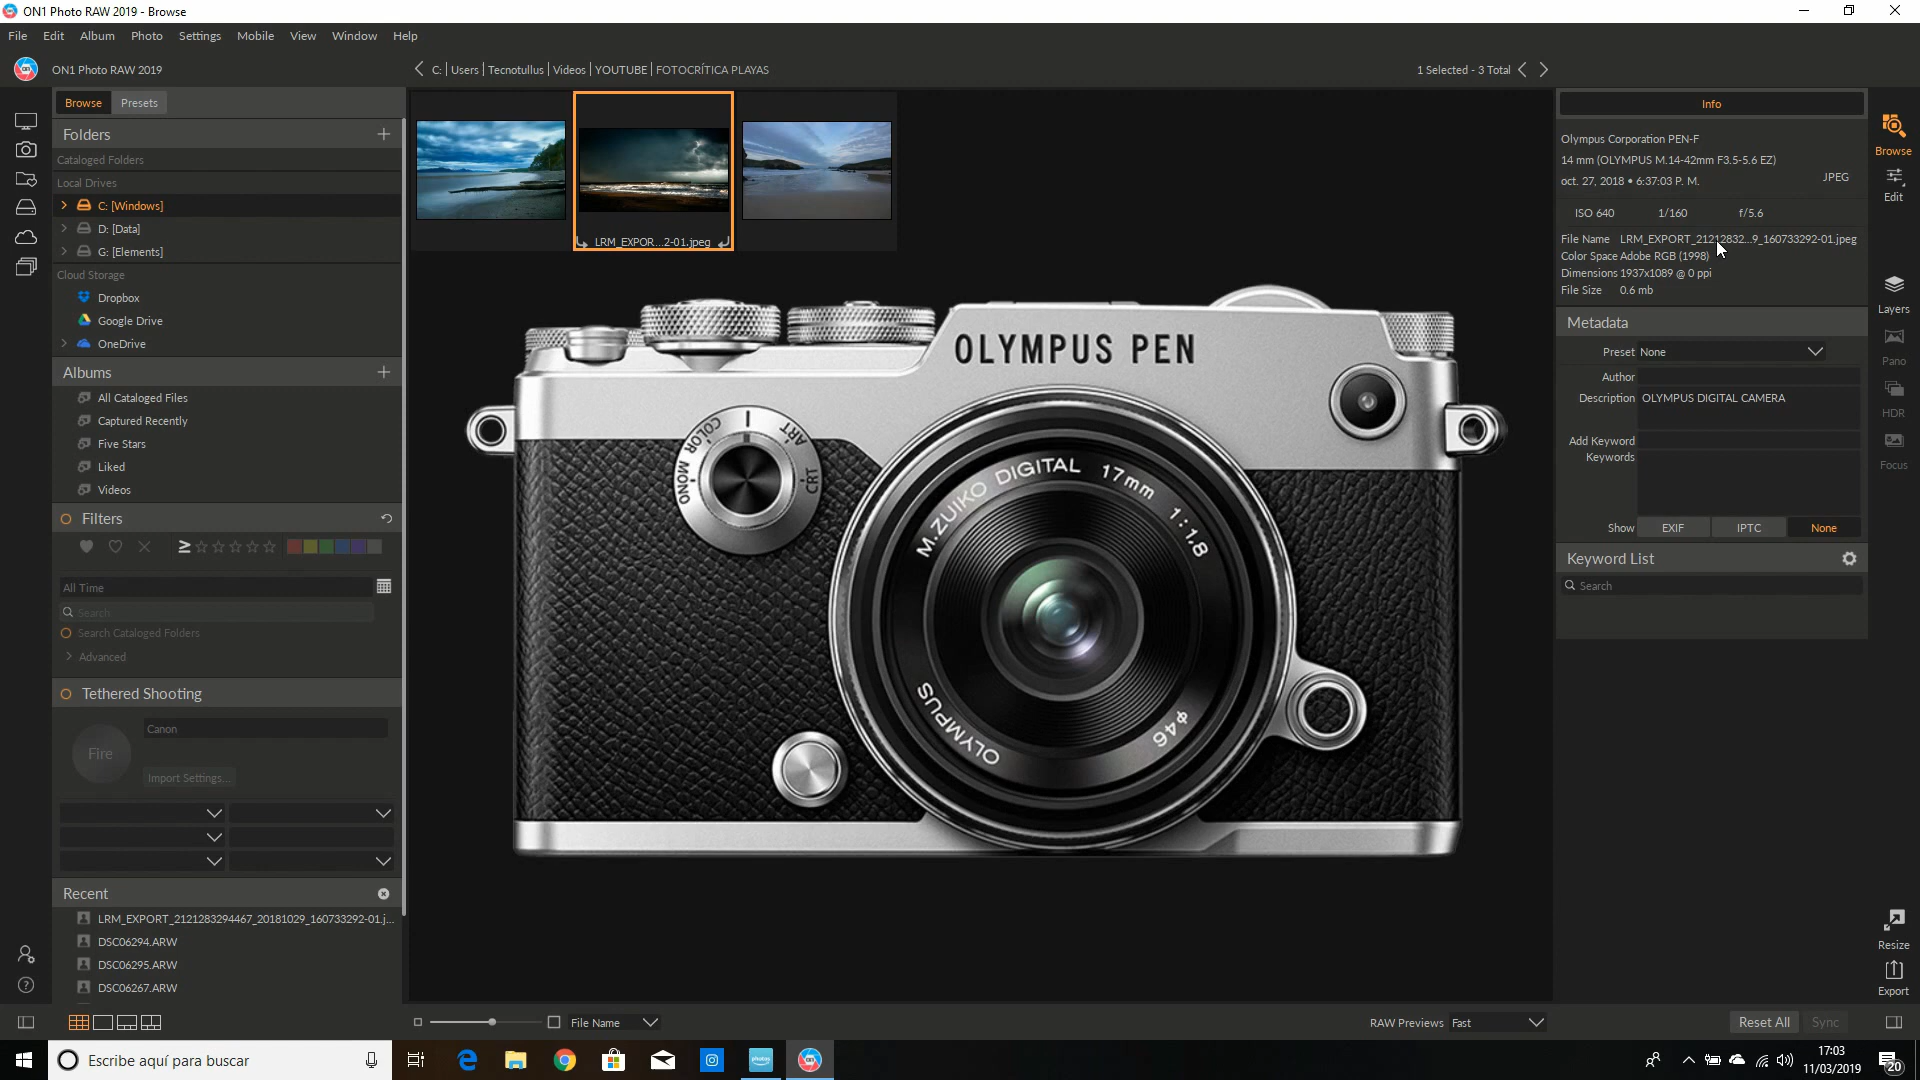 ON1 Photo RAW 2019 - Browse
File Edit Album Photo Settings Mobile View Window Help
ON1 Photo RAW 2019
C: Users Tecnotullus Videos YOUTUBE FOTOCRÍTICA PLAYAS
1 Selected - 3 Total
Browse Presets
Folders
Cataloged Folders
Local Drives
C: [Windows]
D: [Data]
G: [Elements]
Cloud Storage
Dropbox
Google Drive
OneDrive
Albums
All Cataloged Files
Captured Recently
Five Stars
Liked
Videos
Filters
≥
All Time
Search
Search Cataloged Folders
Advanced
Tethered Shooting
Canon
Fire
Import Settings...
Recent
LRM_EXPORT_2121283294467_20181029_160733292-01.j...
DSC06294.ARW
DSC06295.ARW
DSC06267.ARW
LRM_EXPOR...2-01.jpeg
OLYMPUS PEN
COLOR MONO
ART
CRT
M.ZUIKO DIGITAL 17mm 1:1.8
OLYMPUS
φ46
Info
Olympus Corporation PEN-F
14 mm (OLYMPUS M.14-42mm F3.5-5.6 EZ)
oct. 27, 2018 • 6:37:03 P. M.
JPEG
ISO 640 1/160 f/5.6
File Name LRM_EXPORT_21212832...9_160733292-01.jpeg
Color Space Adobe RGB (1998)
Dimensions 1937x1089 @ 0 ppi
File Size 0.6 mb
Metadata
Preset None
Author
Description OLYMPUS DIGITAL CAMERA
Add Keyword
Keywords
Show EXIF IPTC None
Keyword List
Search
Browse
Edit
Layers
Pano
HDR
Focus
Resize
Export
File Name
RAW Previews Fast
Reset All Sync
Escribe aquí para buscar
photos
17:03
11/03/2019
20